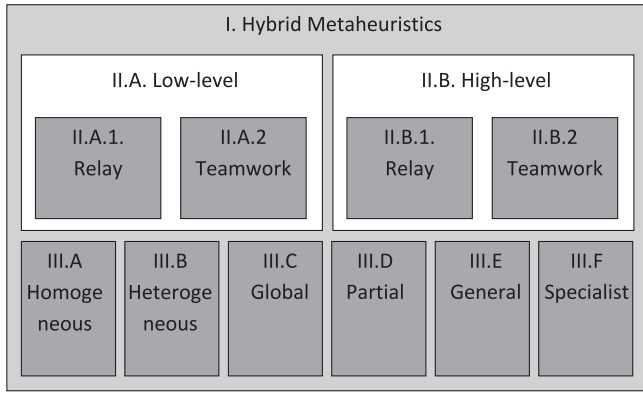 I. Hybrid Metaheuristics
II.A. Low-level
II.B. High-level
II.A.1.
Relay
II.A.2
Teamwork
II.B.1.
Relay
II.B.2
Teamwork
III.A
Homoge
neous
III.B
Heteroge
neous
III.C
Global
III.D
Partial
III.E
General
III.F
Specialist